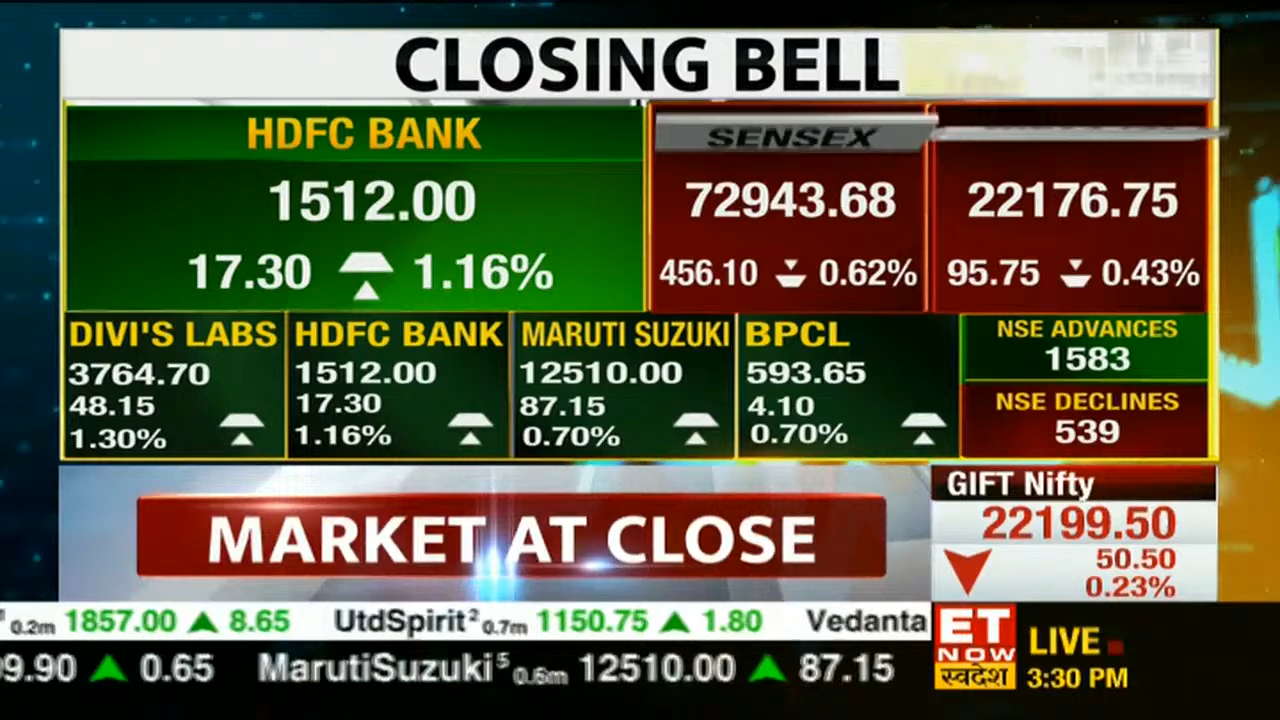 CLOSING BELL
HDFC BANK
1512.00
17.30 1.16%
SENSEX
72943.68
456.10 0.62%
22176.75
95.75 0.43%
DIVI'S LABS
3764.70
48.15
1.30%
HDFC BANK
1512.00
17.30
1.16%
MARUTI SUZUKI
12510.00
87.15
0.70%
BPCL
593.65
4.10
0.70%
NSE ADVANCES
1583
NSE DECLINES
539
MARKET AT CLOSE
GIFT Nifty
22199.50
50.50
0.23%
0.2m 1857.00 ▲ 8.65 UtdSpirit² 0.7m 1150.75 ▲ 1.80 Vedanta
9.90 ▲ 0.65 MarutiSuzuki⁵ 0.6m 12510.00 ▲ 87.15
ET
NOW
स्वदेश
LIVE
3:30 PM